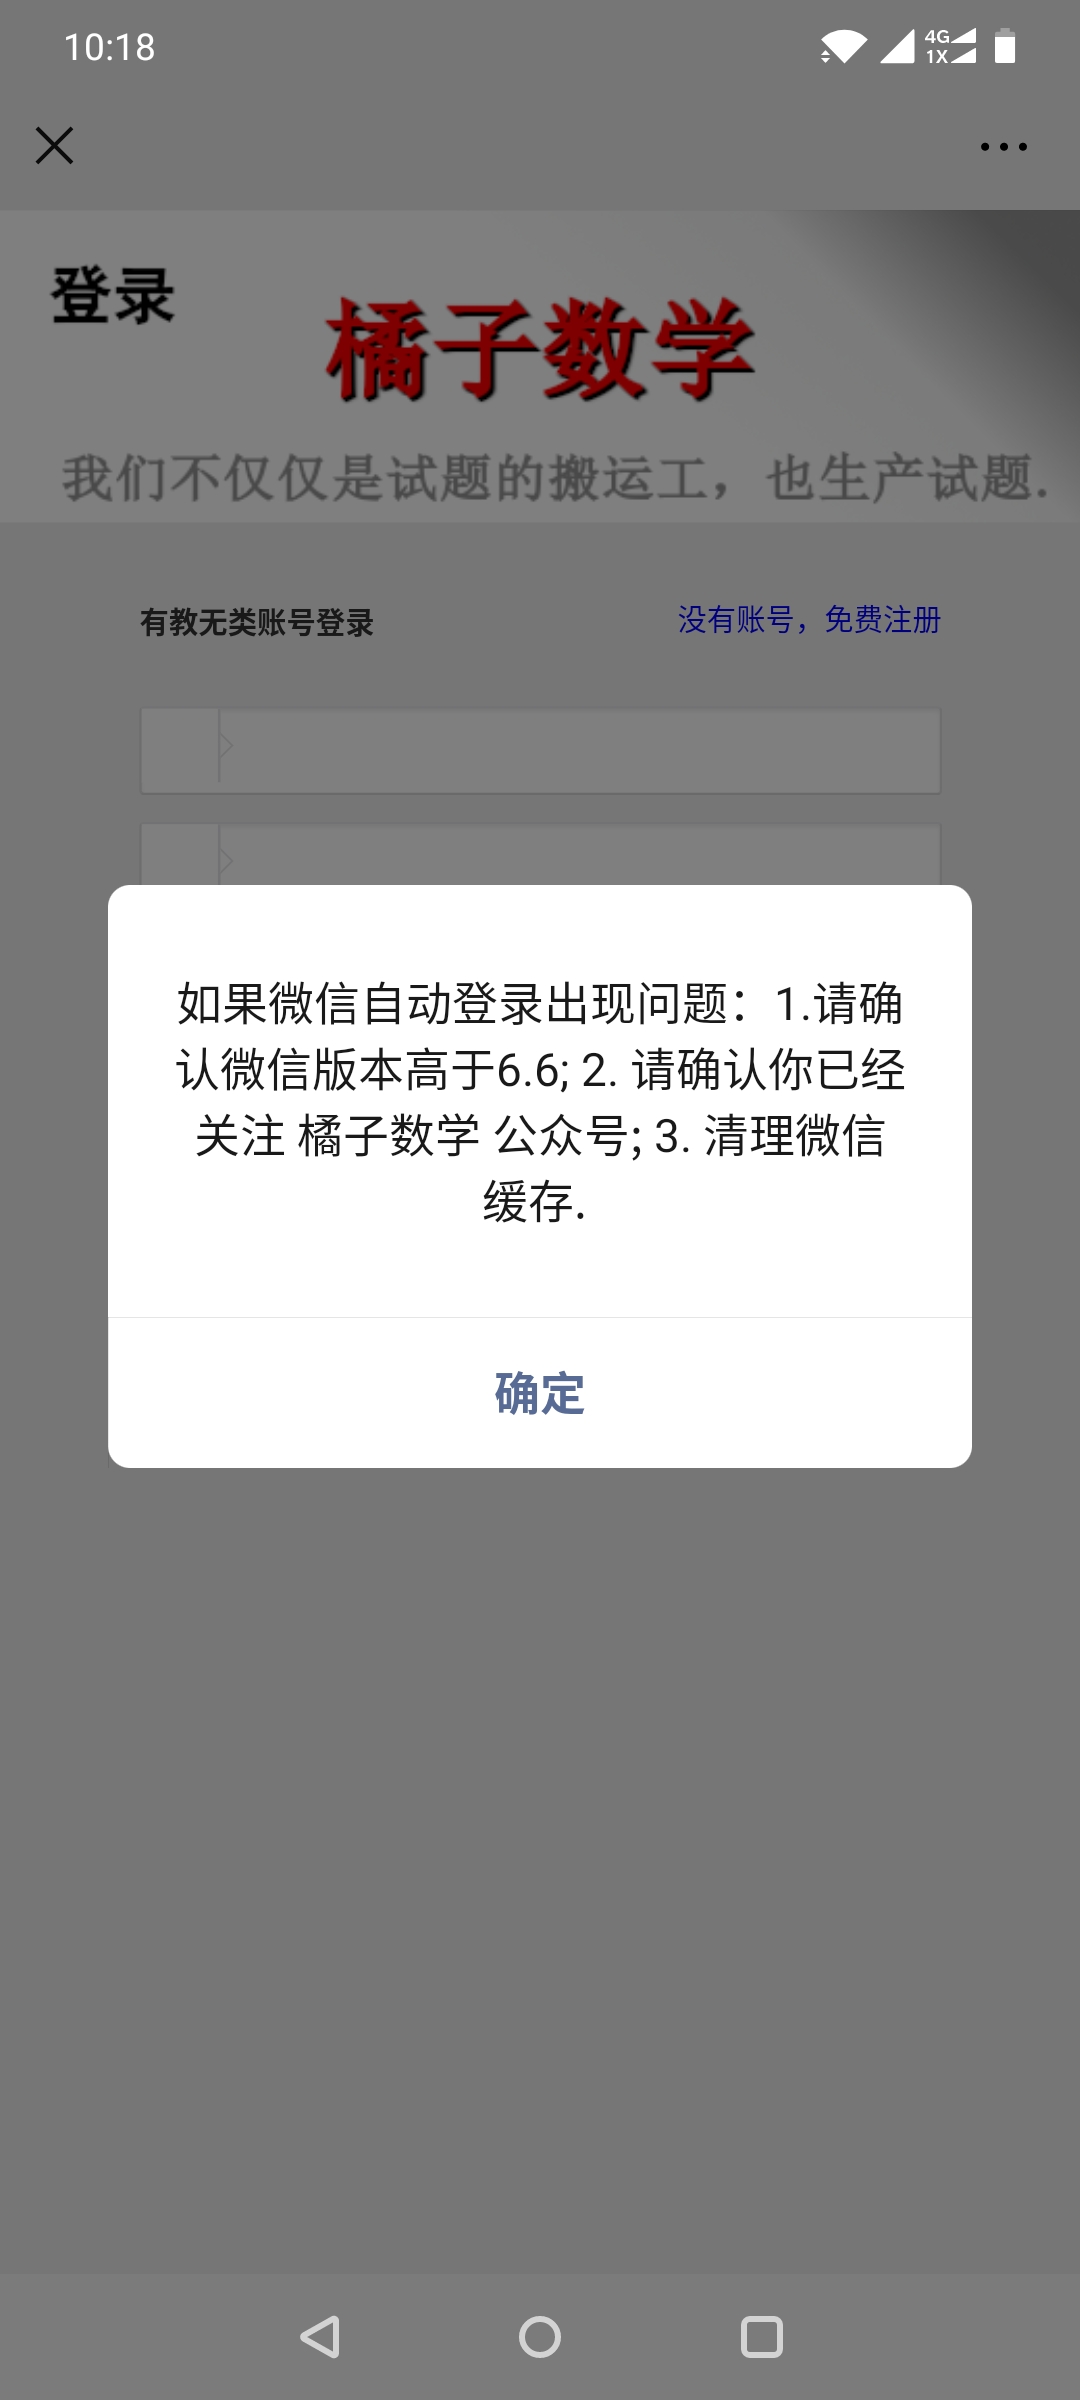 10:18
4G
1X
登录
橘子数学
我们不仅仅是试题的搬运工，也生产试题.
有教无类账号登录
没有账号，免费注册
如果微信自动登录出现问题：1.请确
认微信版本高于6.6; 2. 请确认你已经
关注 橘子数学 公众号; 3. 清理微信
缓存.
确定